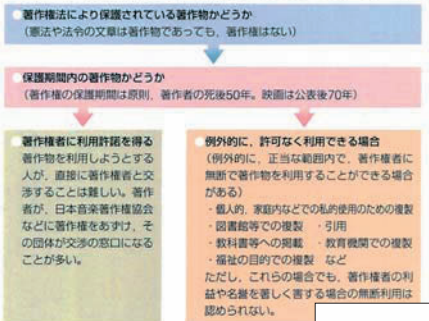 著作権法により保護されている著作物かどうか
(憲法や法令の文章は著作物であっても、著作権はない)
保護期間内の著作物かどうか
(著作権の保護期間は原則、著作者の死後50年。映画は公表後70年)
著作権者に利用許諾を得る
著作物を利用しようとする
人が、直接に著作権者と交
渉することは難しい。著作
者が、日本音楽著作権協会
などに著作権をあずけ、そ
の団体が交渉の窓口になる
ことが多い。
例外的に、許可なく利用できる場合
(例外的に、正当な範囲内で、著作権者に
無断で著作物を利用することができる場合
がある)
・個人的、家庭内などでの私的使用のための複製
・図書館等での複製 ・引用
・教科書等への掲載 ・教育機関での複製
・福祉の目的での複製 など
ただし、これらの場合でも、著作権者の利
益や名誉を著しく害する場合の無断利用は
認められない。